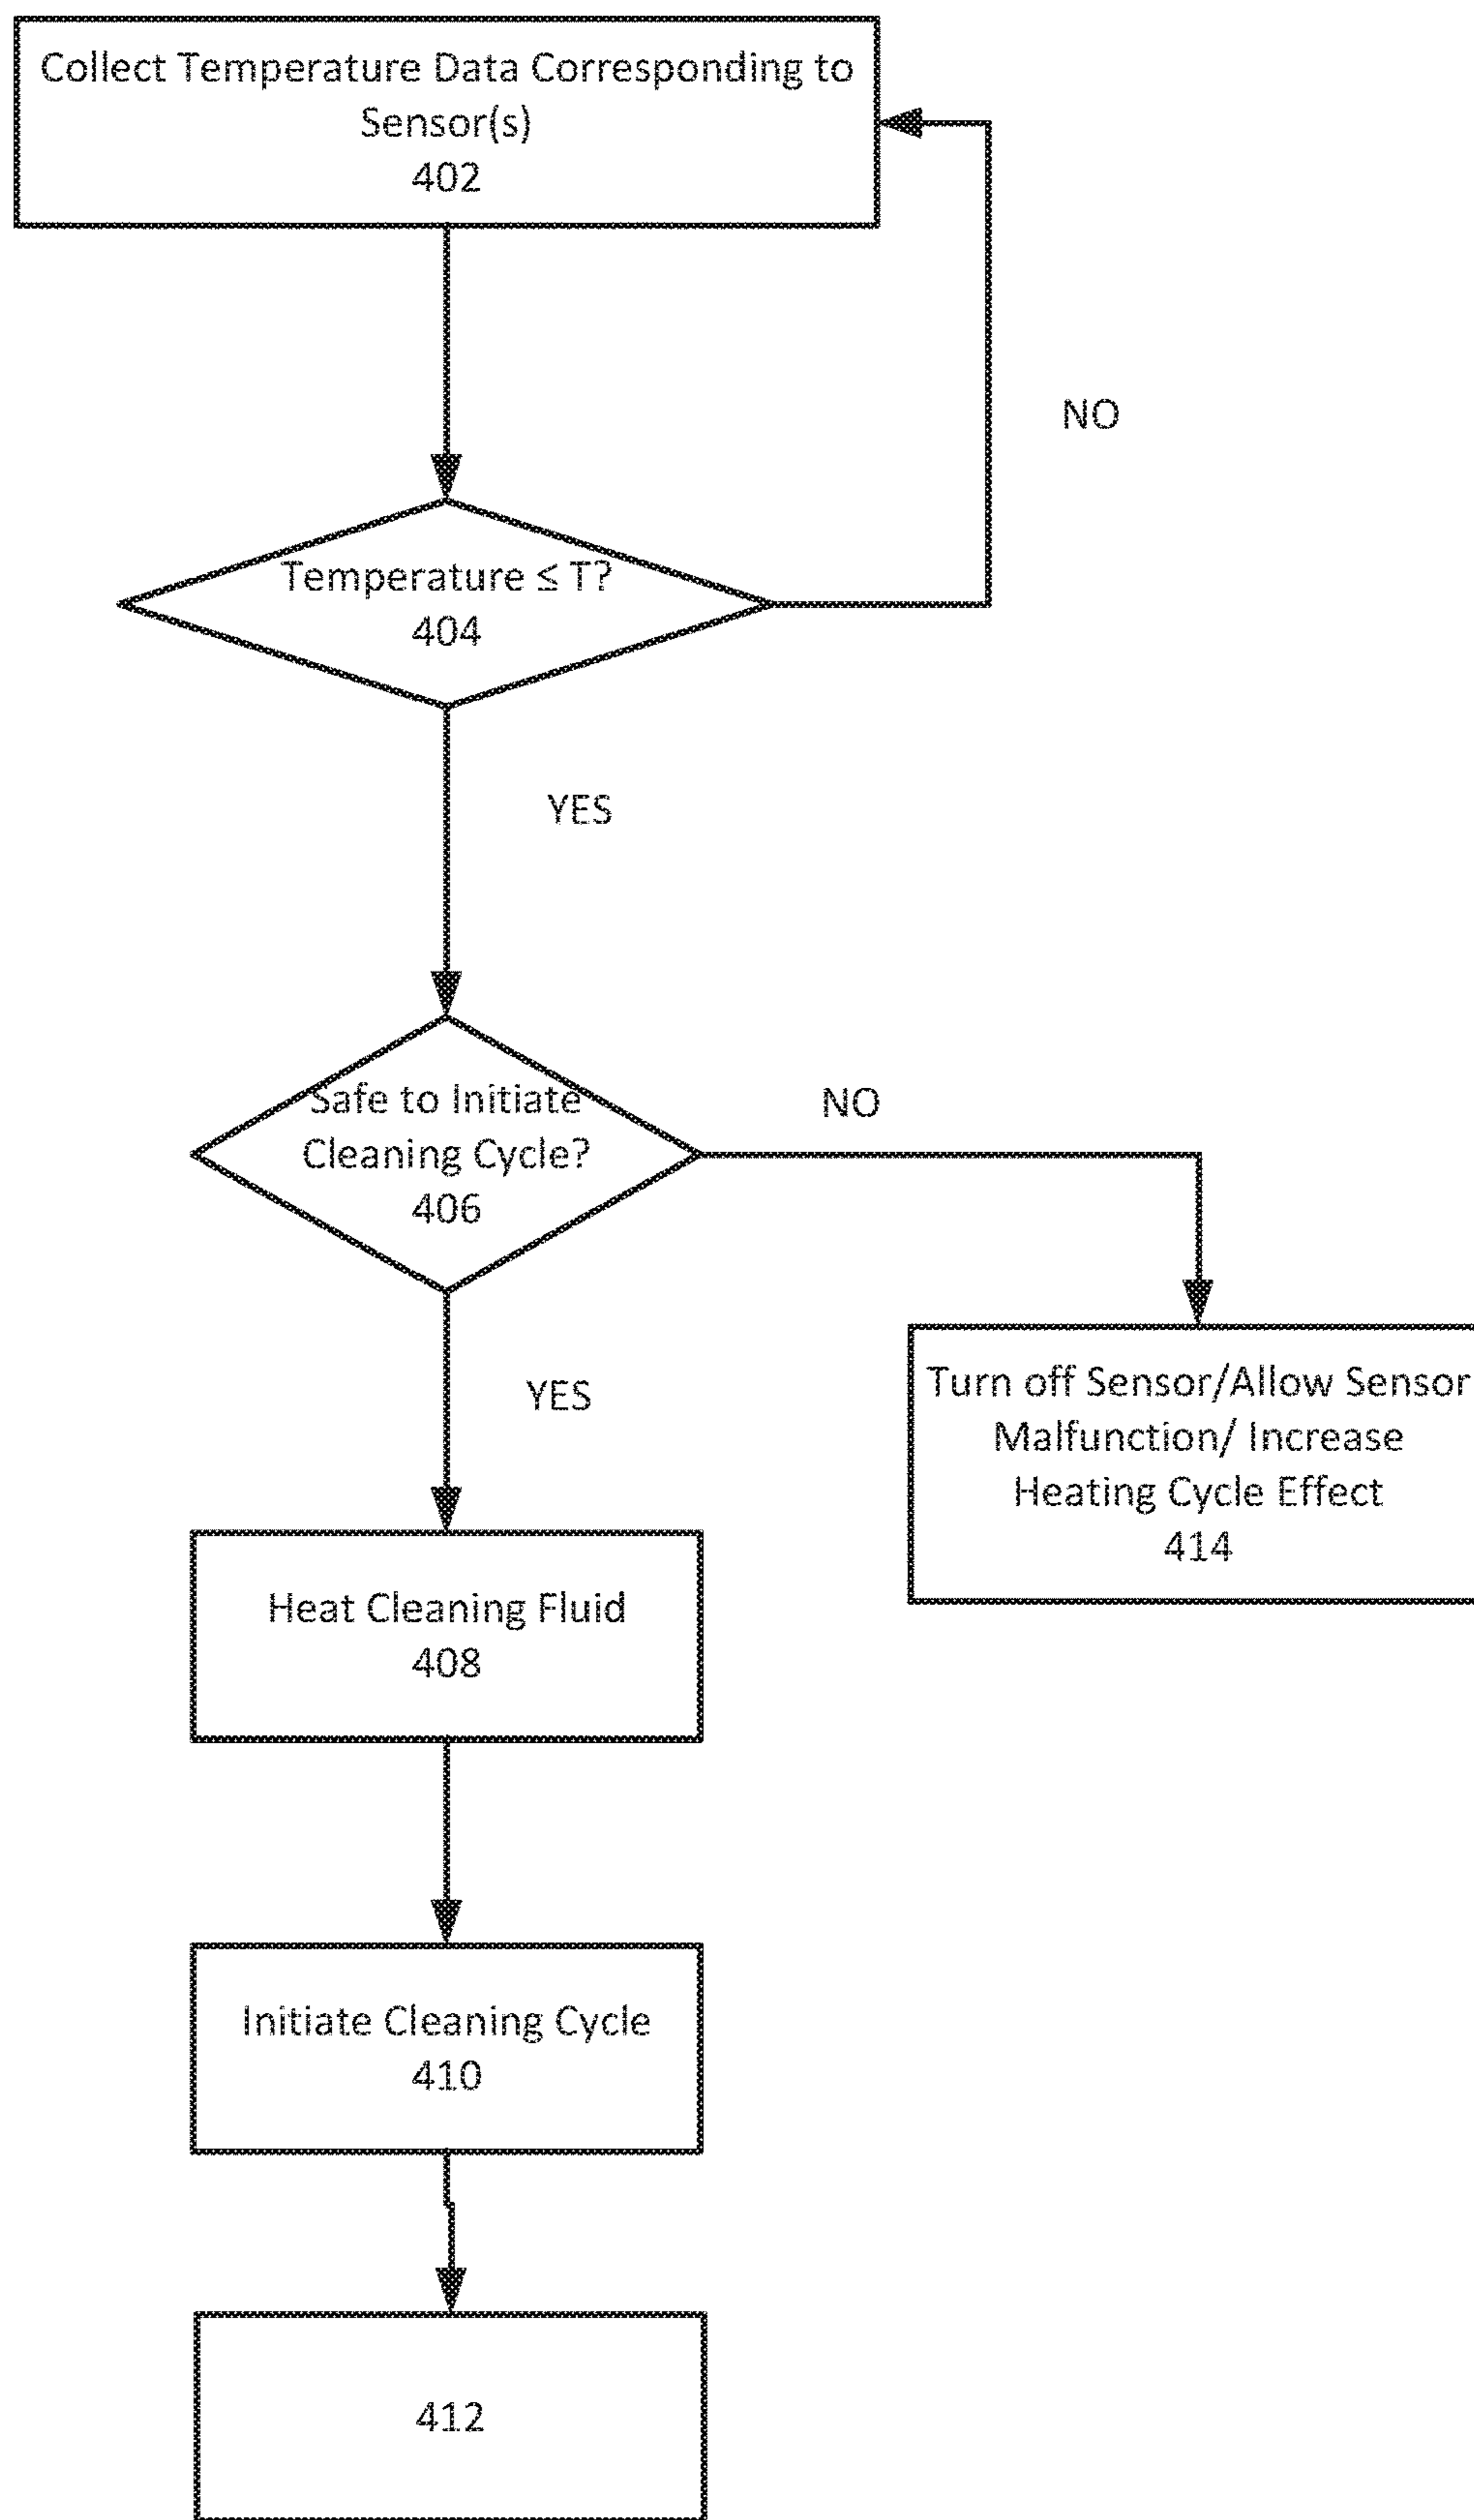 Collect Temperature Data Corresponding to
Sensor(s)
402
NO
Temperature ≤ T?
404
YES
Safe to Initiate
Cleaning Cycle?
406
NO
YES
Turn off Sensor/Allow Sensor
Malfunction/ Increase
Heating Cycle Effect
414
Heat Cleaning Fluid
408
Initiate Cleaning Cycle
410
412